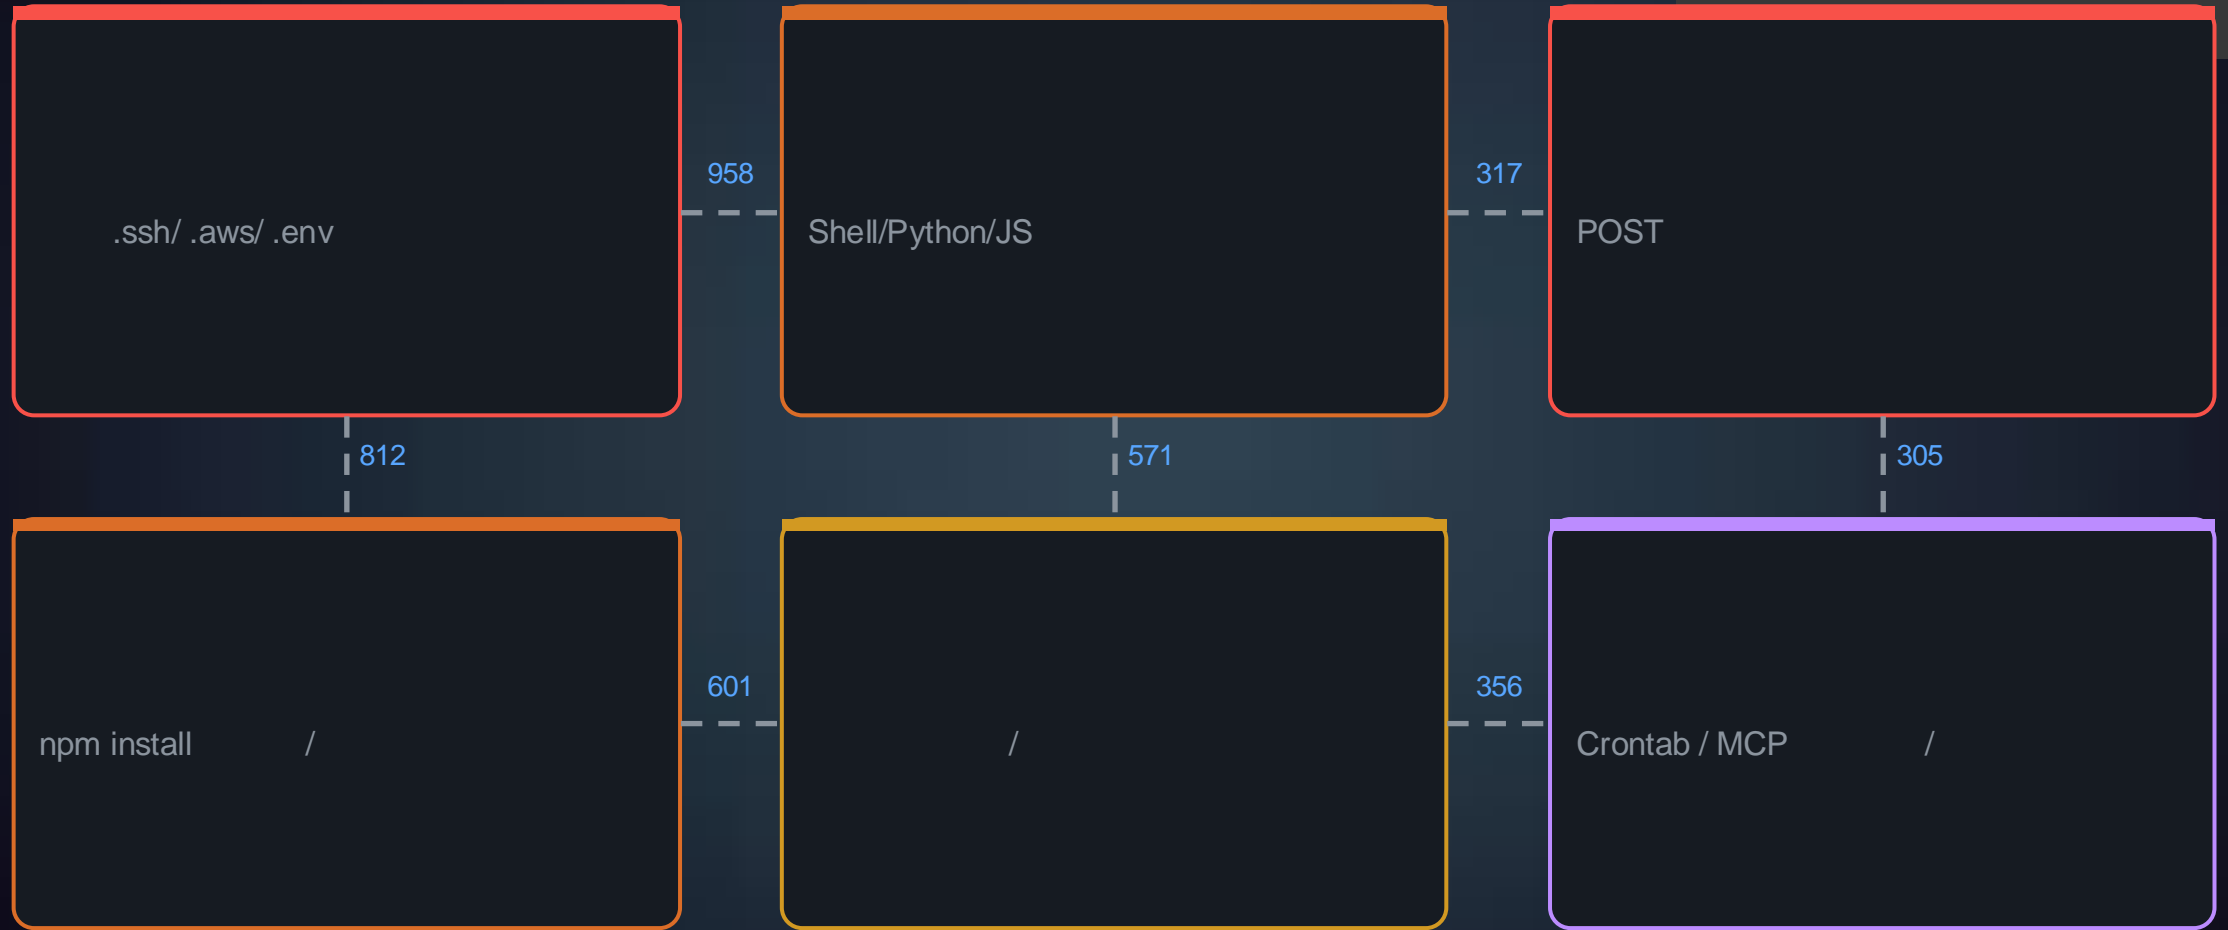 958
317
.ssh/ .aws/ .env
Shell/Python/JS
POST
812
571
305
601
356
npm install /
/
Crontab / MCP /